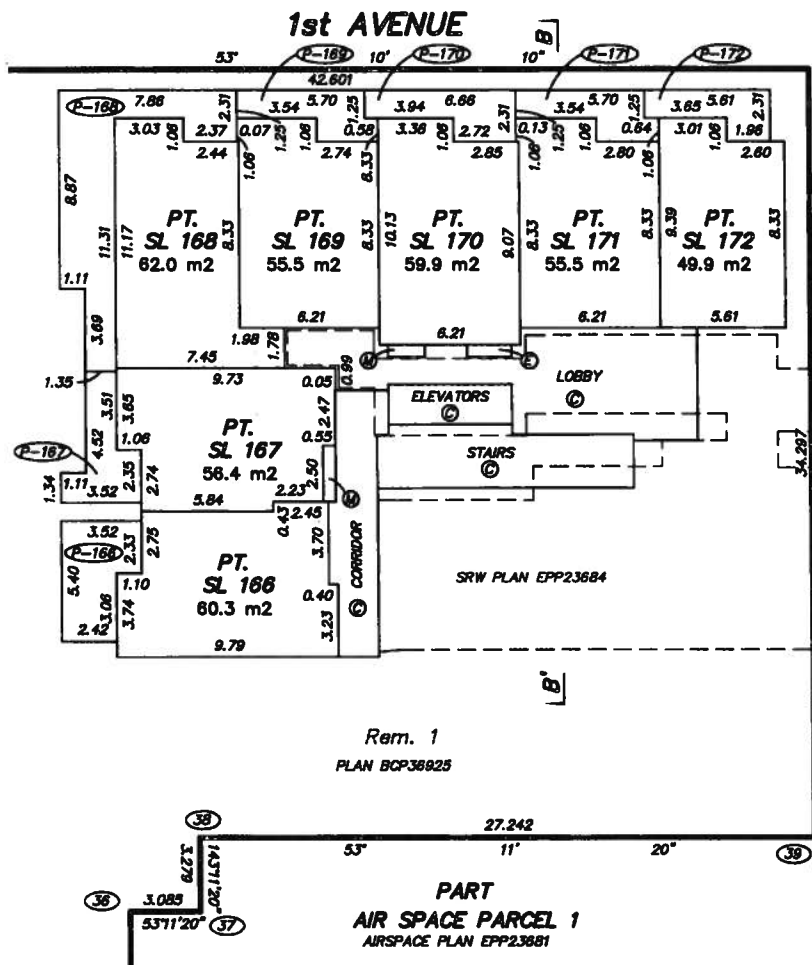 1st AVENUE
B
P-169 P-170 P-171 P-172
53° 10' 10"
42.601
P-168 7.86 2.31 5.70 1.25 6.66 2.31 5.70 1.25 5.61 2.31
3.54 3.94 3.54 3.65
3.03 1.06 2.37 0.07 1.25 1.06 0.58 3.36 1.06 2.72 0.13 1.25 1.06 0.64 3.01 1.06 1.96
2.44 1.06 2.74 8.33 2.85 1.06 2.80 1.06 2.60
8.87 11.31 11.17
PT. PT. PT. PT. PT.
SL 168 SL 169 SL 170 SL 171 SL 172
62.0 m2 55.5 m2 59.9 m2 55.5 m2 49.9 m2
8.33 8.33 10.13 9.07 8.33 8.33 9.39 8.33
1.11
3.69
6.21 6.21 6.21 5.61
1.98 1.78
7.45
M E
0.99
LOBBY
C
1.35
9.73 0.05
ELEVATORS
C
3.51 3.65 2.47
4.52
P-167
1.06
PT.
SL 167
56.4 m2
0.55
STAIRS
C
34.297
1.34 1.11 2.35 2.74 2.50
3.52
5.84 2.23
M
0.43 2.45
3.52
P-166
2.33 2.75
PT.
SL 166
60.3 m2
3.70
CORRIDOR
C
SRW PLAN EPP23684
5.40
1.10
3.06 3.74
0.40
2.42
3.23
9.79
B'
Rem. 1
PLAN BCP36925
38
27.242
53° 11' 20"
39
3.279
143°11'20"
36
3.085
53°11'20"
37
PART
AIR SPACE PARCEL 1
AIRSPACE PLAN EPP23681